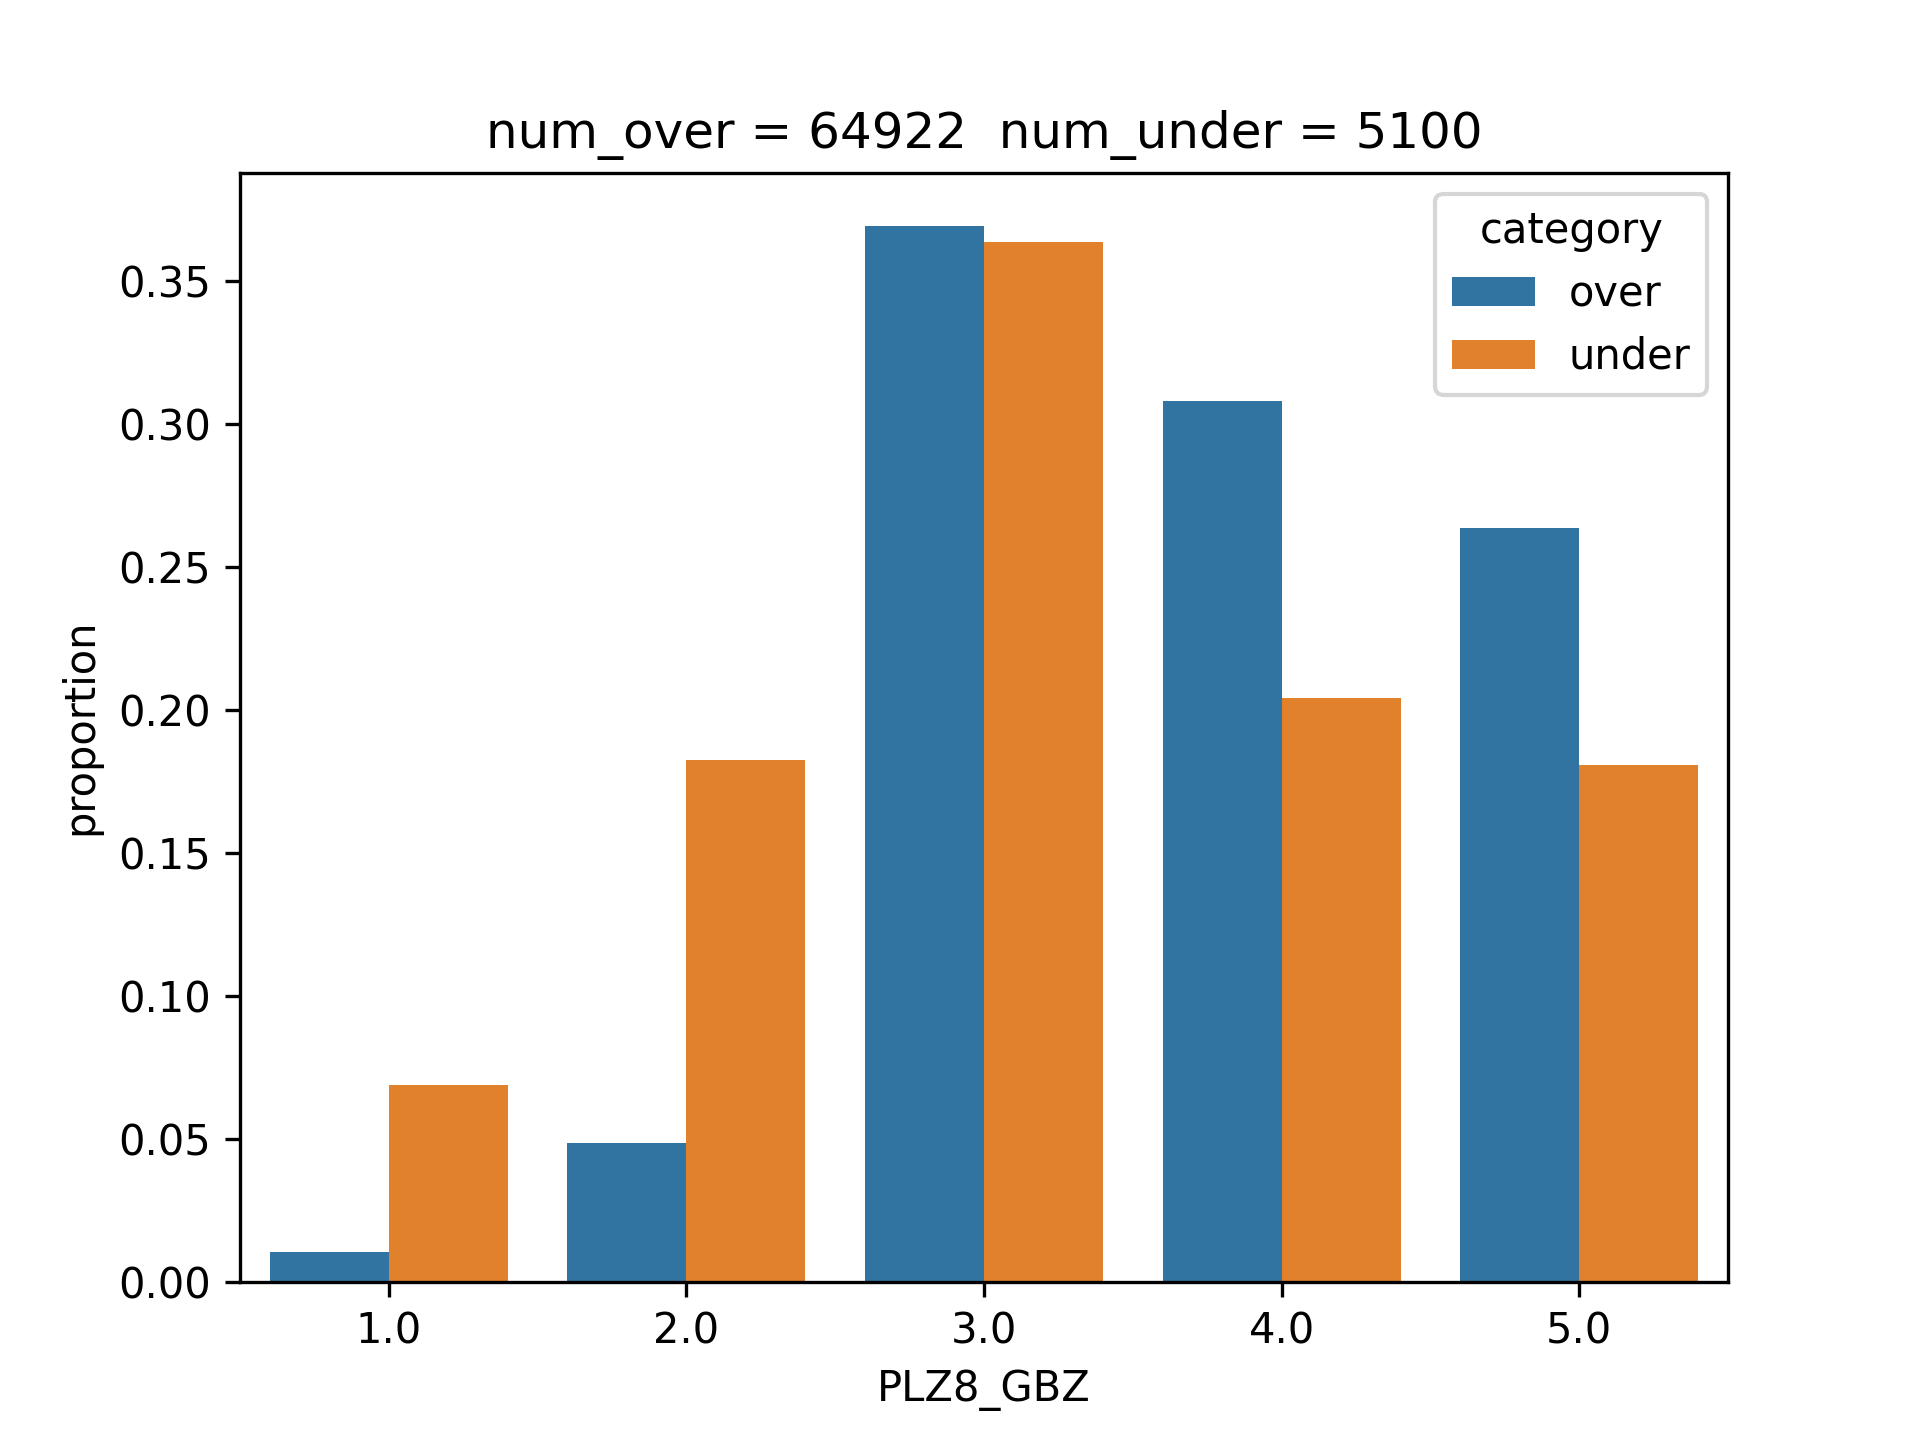 num_over = 64922  num_under = 5100
category
over
under
0.35
0.30
0.25
0.20
0.15
0.10
0.05
0.00
proportion
1.0 2.0 3.0 4.0 5.0
PLZ8_GBZ